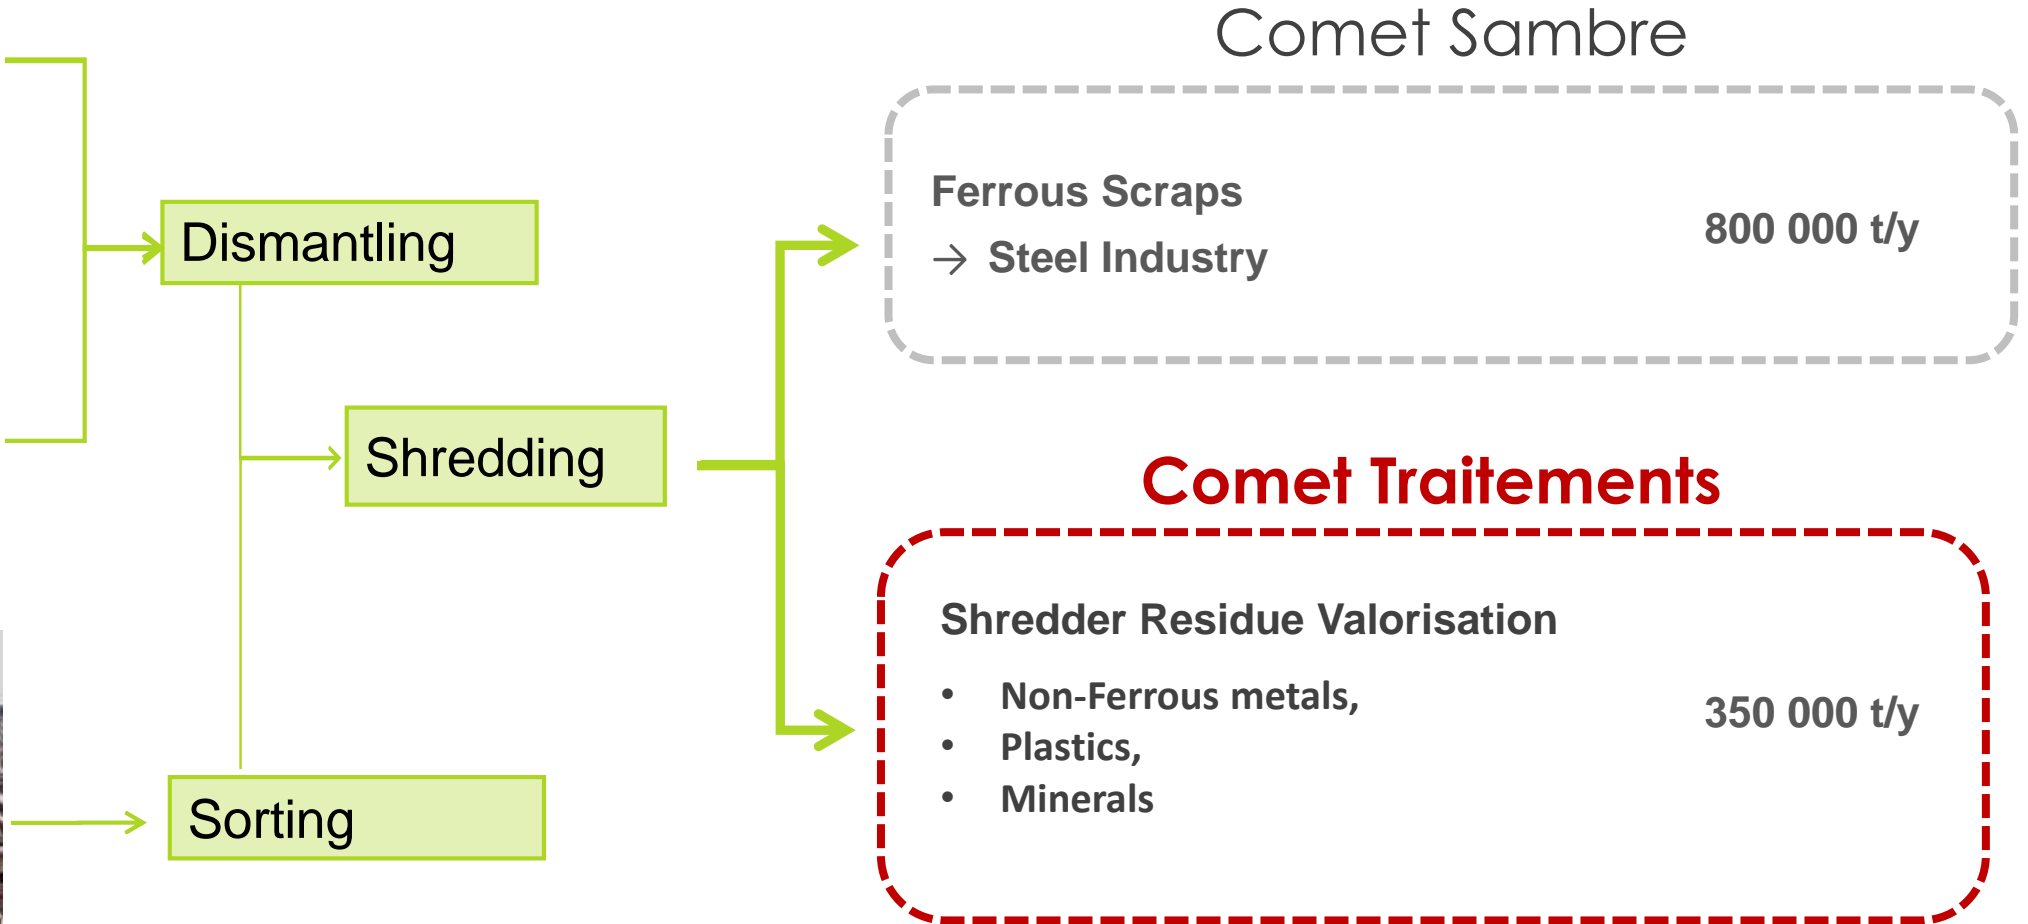 Comet Sambre
Ferrous Scraps
→ Steel Industry
800 000 t/y
Dismantling
Shredding
Sorting
Comet Traitements
Shredder Residue Valorisation
• Non-Ferrous metals,
• Plastics,
• Minerals
350 000 t/y